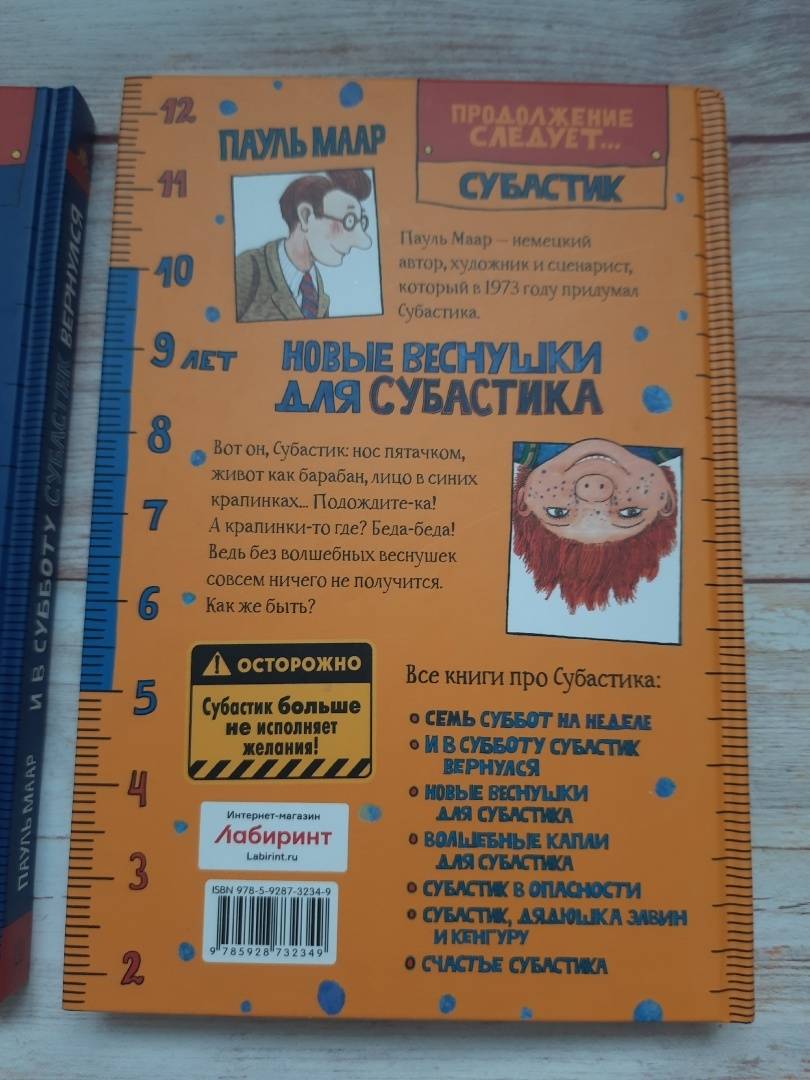 ПАУЛЬ МААР И В СУББОТУ СУБАСТИК ВЕРНУЛСЯ
12
11
10
9 ЛЕТ
8
7
6
5
4
3
2
ПАУЛЬ МААР
ПРОДОЛЖЕНИЕ
СЛЕДУЕТ...
СУБАСТИК
Пауль Маар – немецкий
автор, художник и сценарист,
который в 1973 году придумал
Субастика.
НОВЫЕ ВЕСНУШКИ
ДЛЯ СУБАСТИКА
Вот он, Субастик: нос пятачком,
живот как барабан, лицо в синих
крапинках... Подождите-ка!
А крапинки-то где? Беда-беда!
Ведь без волшебных веснушек
совсем ничего не получится.
Как же быть?
ОСТОРОЖНО
Субастик больше
не исполняет
желания!
Интернет-магазин
Лабиринт
Labirint.ru
ISBN 978-5-9287-3234-9
9 785928 732349
Все книги про Субастика:
СЕМЬ СУББОТ НА НЕДЕЛЕ
И В СУББОТУ СУБАСТИК
ВЕРНУЛСЯ
НОВЫЕ ВЕСНУШКИ
ДЛЯ СУБАСТИКА
ВОЛШЕБНЫЕ КАПЛИ
ДЛЯ СУБАСТИКА
СУБАСТИК В ОПАСНОСТИ
СУБАСТИК, ДЯДЮШКА ЭЛВИН
И КЕНГУРУ
СЧАСТЬЕ СУБАСТИКА